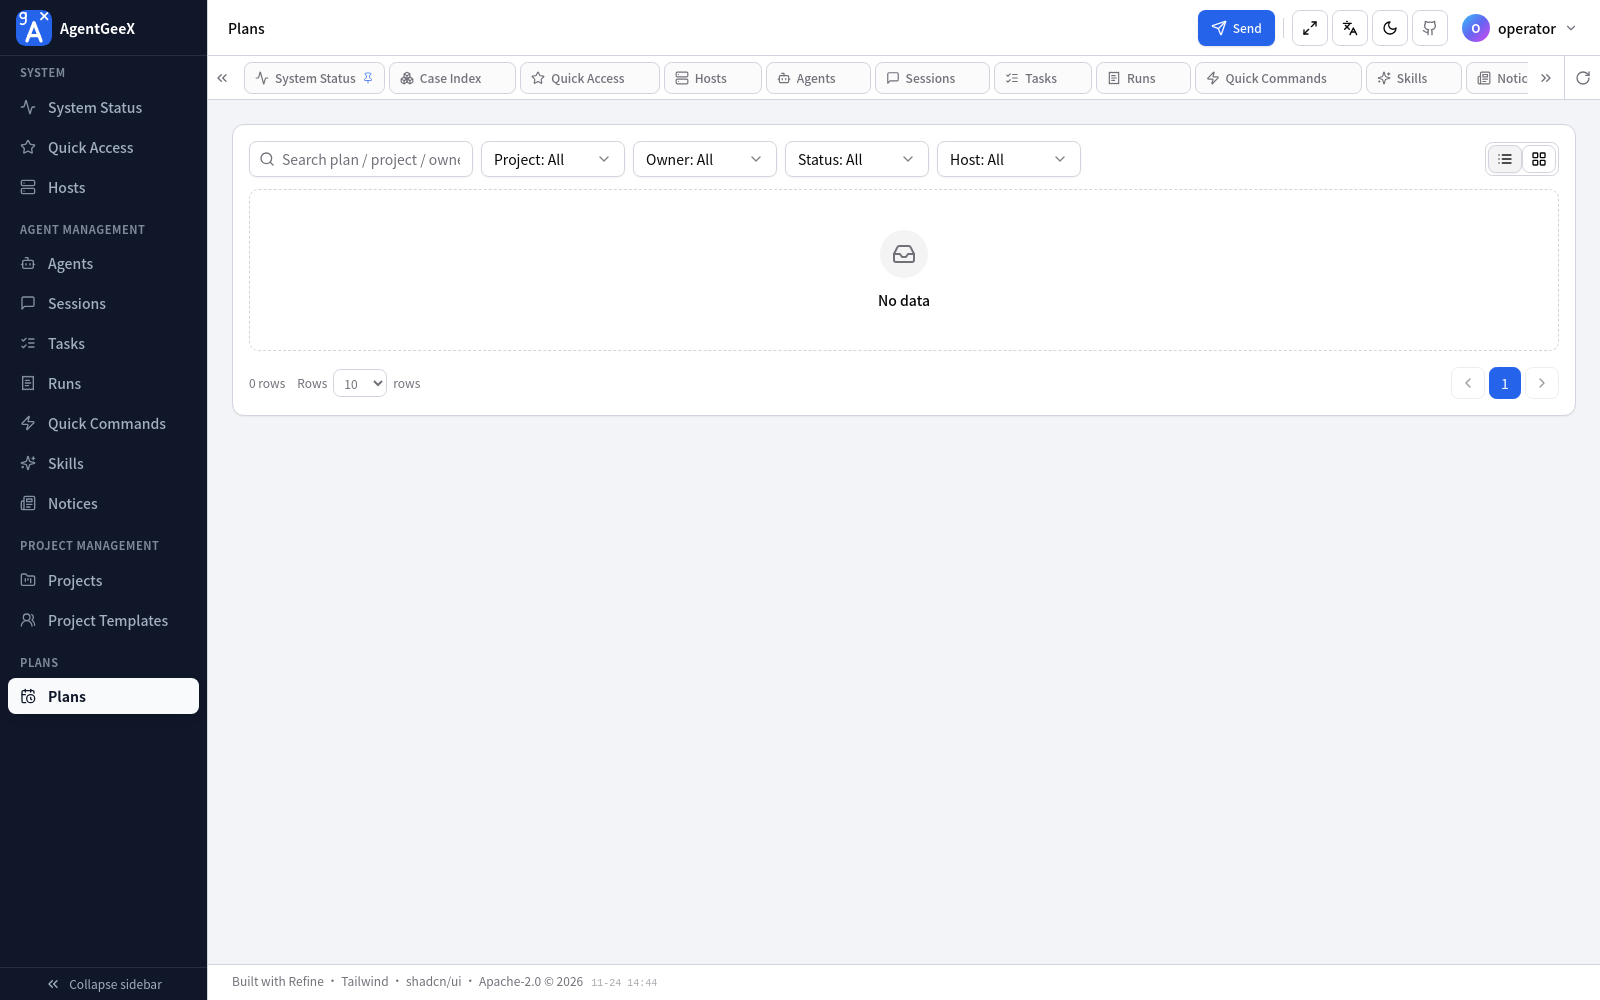 AgentGeeX
SYSTEM
System Status
Quick Access
Hosts
AGENT MANAGEMENT
Agents
Sessions
Tasks
Runs
Quick Commands
Skills
Notices
PROJECT MANAGEMENT
Projects
Project Templates
PLANS
Plans
Collapse sidebar
Plans
Send
O operator
System Status Case Index Quick Access Hosts Agents Sessions Tasks Runs Quick Commands Skills Notic
Search plan / project / owne Project: All Owner: All Status: All Host: All
No data
0 rows Rows 10 rows 1
Built with Refine • Tailwind • shadcn/ui • Apache-2.0 © 2026 11-24 14:44